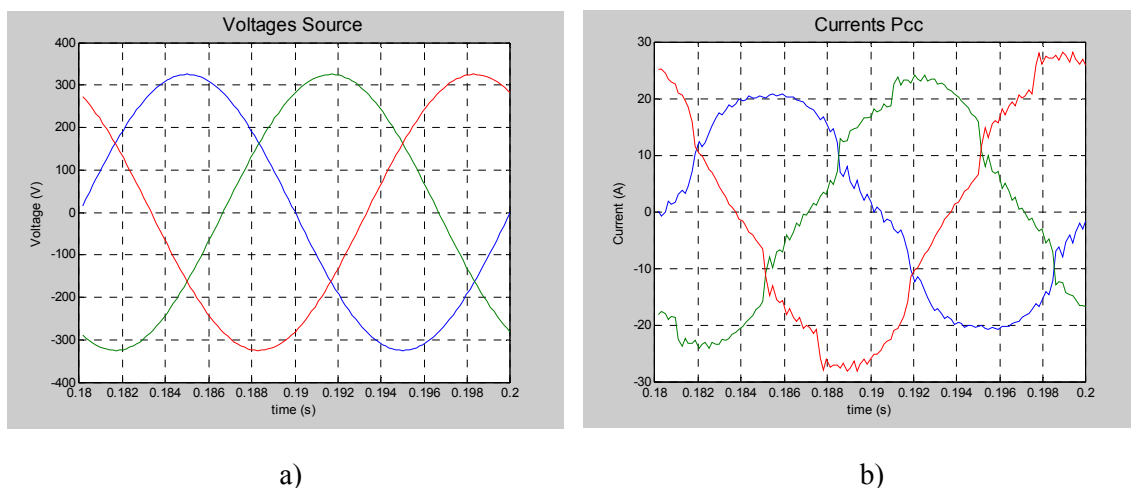 Voltages Source
400
300
200
100
0
-100
-200
-300
-400
Voltage (V)
0.18 0.182 0.184 0.186 0.188 0.19 0.192 0.194 0.196 0.198 0.2
time (s)
a)
Currents Pcc
30
20
10
0
-10
-20
-30
Current (A)
0.18 0.182 0.184 0.186 0.188 0.19 0.192 0.194 0.196 0.198 0.2
time (s)
b)